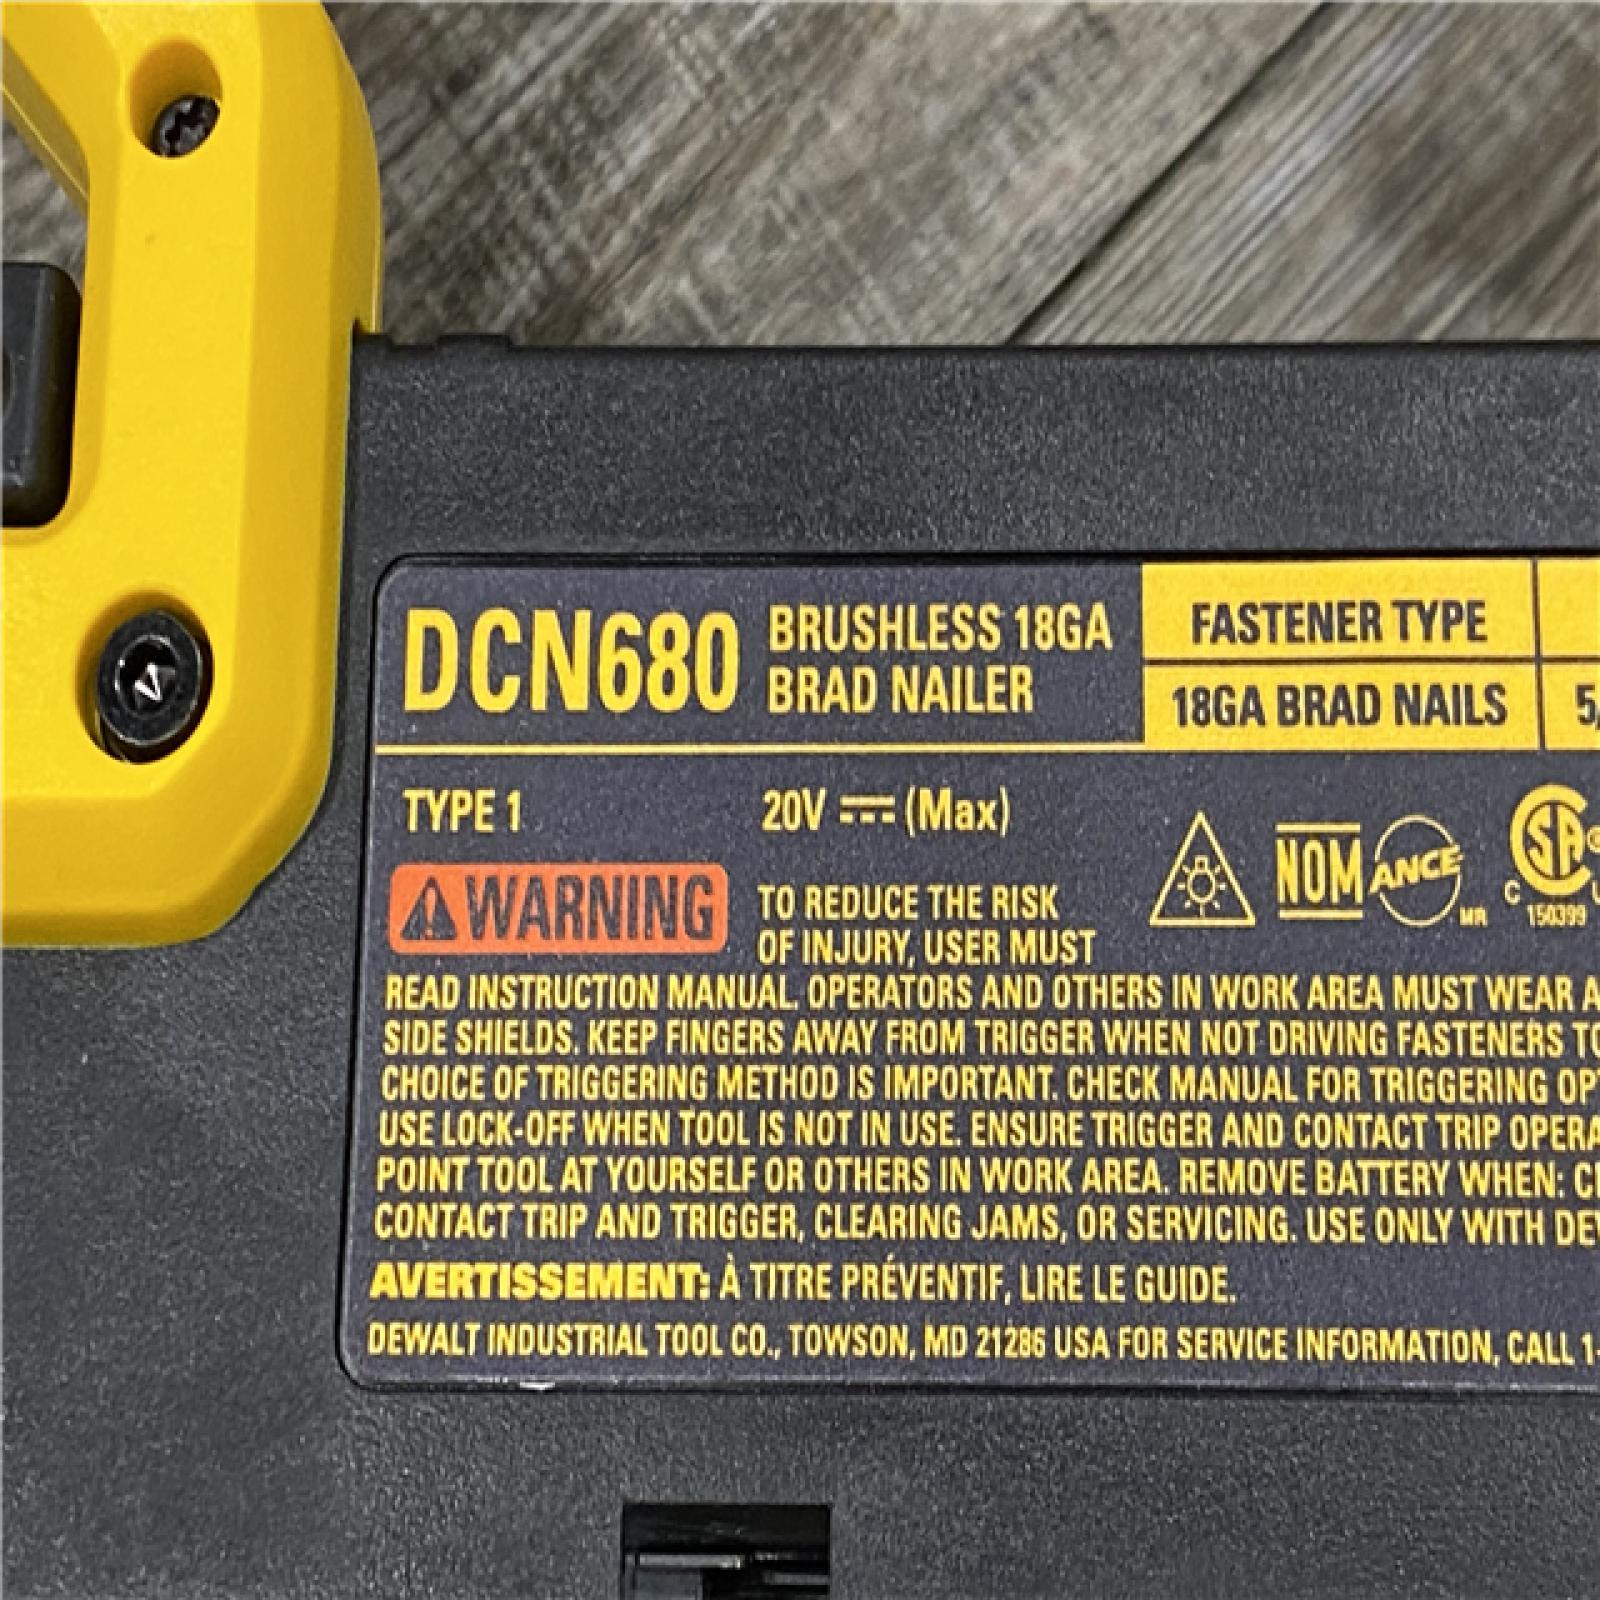 DCN680 BRUSHLESS 18GA
BRAD NAILER
FASTENER TYPE
18GA BRAD NAILS
TYPE 1
20V (Max)
NOM
ANCE
MR
SA
C
150399
WARNING
TO REDUCE THE RISK
OF INJURY, USER MUST
READ INSTRUCTION MANUAL. OPERATORS AND OTHERS IN WORK AREA MUST WEAR
SIDE SHIELDS. KEEP FINGERS AWAY FROM TRIGGER WHEN NOT DRIVING FASTENERS
CHOICE OF TRIGGERING METHOD IS IMPORTANT. CHECK MANUAL FOR TRIGGERING
USE LOCK-OFF WHEN TOOL IS NOT IN USE. ENSURE TRIGGER AND CONTACT TRIP
POINT TOOL AT YOURSELF OR OTHERS IN WORK AREA. REMOVE BATTERY WHEN:
CONTACT TRIP AND TRIGGER, CLEARING JAMS, OR SERVICING. USE ONLY WITH
AVERTISSEMENT: À TITRE PRÉVENTIF, LIRE LE GUIDE.
DEWALT INDUSTRIAL TOOL CO., TOWSON, MD 21286 USA FOR SERVICE INFORMATION, CALL 1-